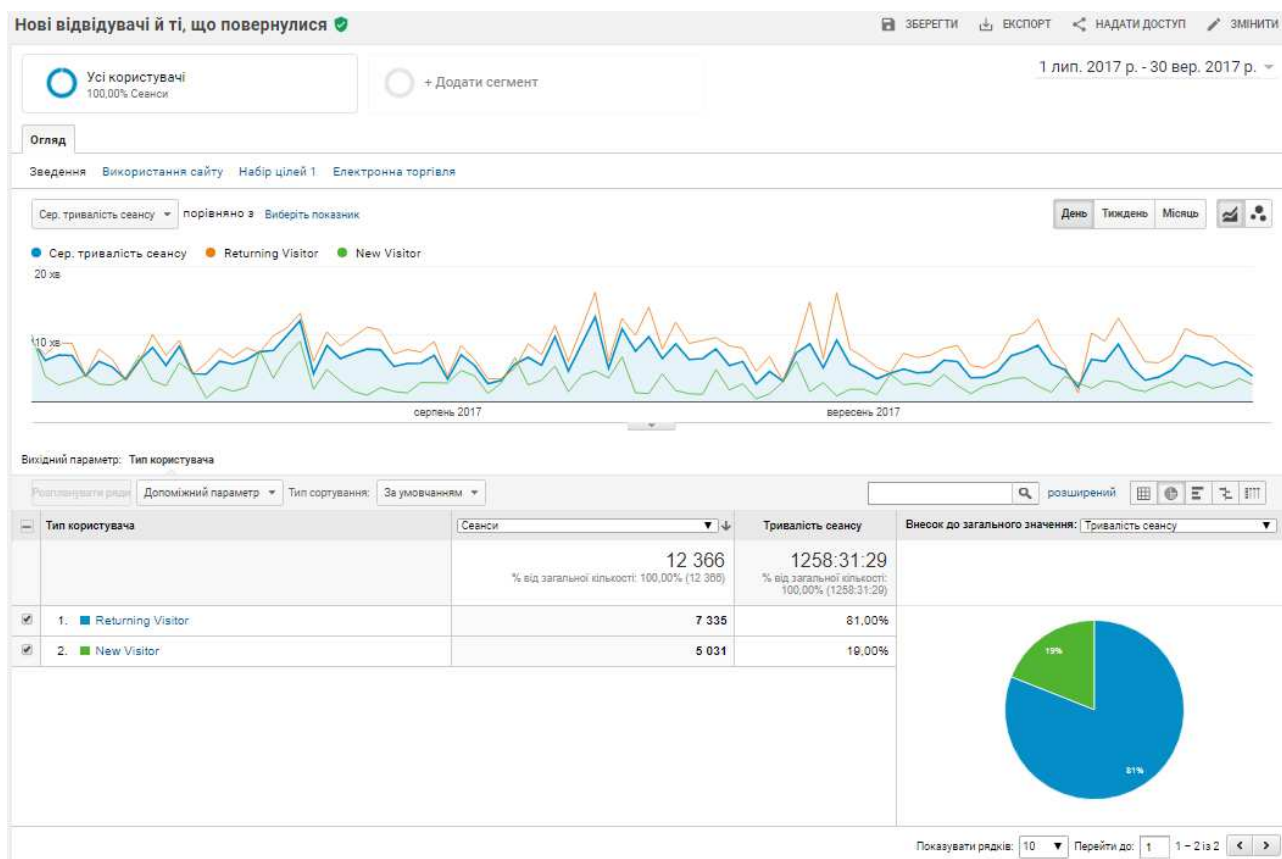 Нові відвідувачі й ті, що повернулися
ЗБЕРЕГТИ ЕКСПОРТ НАДАТИ ДОСТУП ЗМІНИТИ
Усі користувачі
100,00% Сеанси
+ Додати сегмент
1 лип. 2017 р. - 30 вер. 2017 р.
Огляд
Зведення Використання сайту Набір цілей 1 Електронна торгівля
Сер. тривалість сеансу порівняно з Виберіть показник
День Тиждень Місяць
Сер. тривалість сеансу Returning Visitor New Visitor
20 хв
10 хв
серпень 2017 вересень 2017
Вихідний параметр: Тип користувача
Розпланувати ряди Допоміжний параметр Тип сортування: За умовчанням розширений
Тип користувача Сеанси Тривалість сеансу Внесок до загального значення: Тривалість сеансу
12 366 1258:31:29
% від загальної кількості: 100,00% (12 366) % від загальної кількості:
100,00% (1258:31:29)
1. Returning Visitor 7 335 81,00%
2. New Visitor 5 031 19,00%
19%
81%
Показувати рядків: 10 Перейти до: 1 1 – 2 із 2